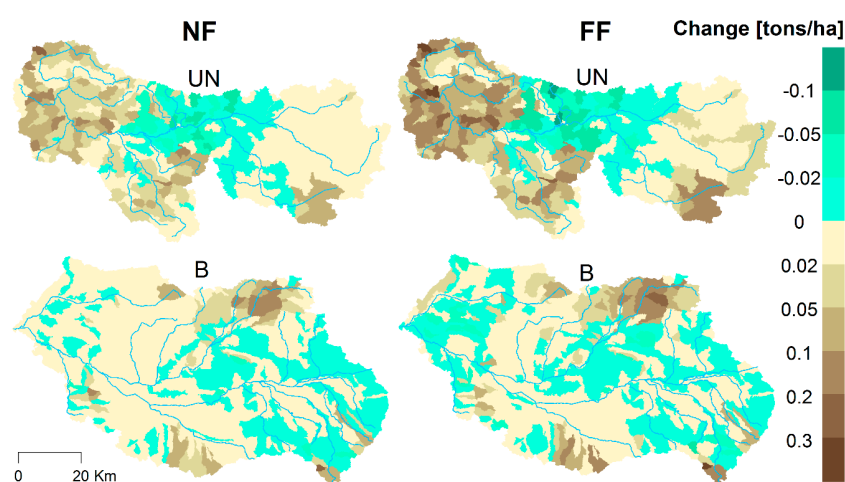 NF
FF
Change [tons/ha]
UN
UN
-0.1
-0.05
-0.02
0
0.02
0.05
0.1
0.2
0.3
B
B
0
20 Km